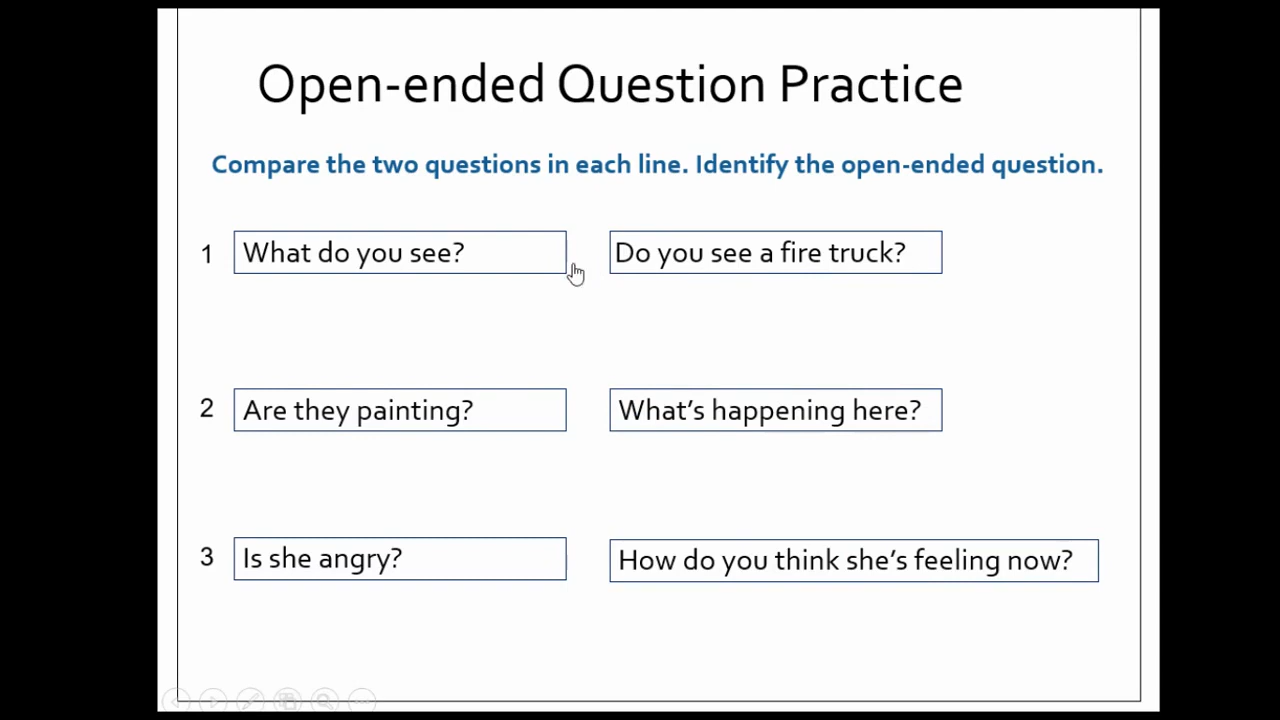 Open-ended Question Practice
Compare the two questions in each line. Identify the open-ended question.
1 What do you see? Do you see a fire truck?
2 Are they painting? What's happening here?
3 Is she angry? How do you think she's feeling now?